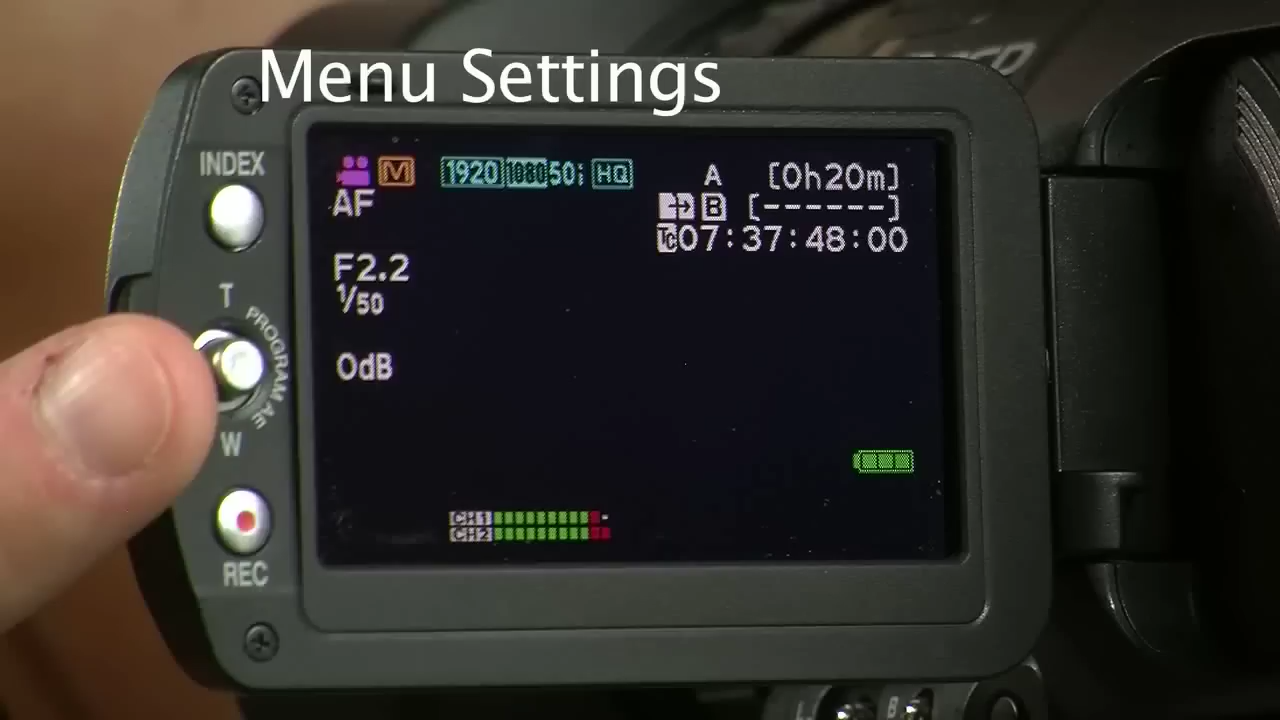 Menu Settings
INDEX
T
PROGRAM AE
W
REC
M 1920 1080 50i HQ
A [0h20m]
B [------]
TC 07:37:48:00
AF
F2.2
1/50
0dB
CH1
CH2
L
B